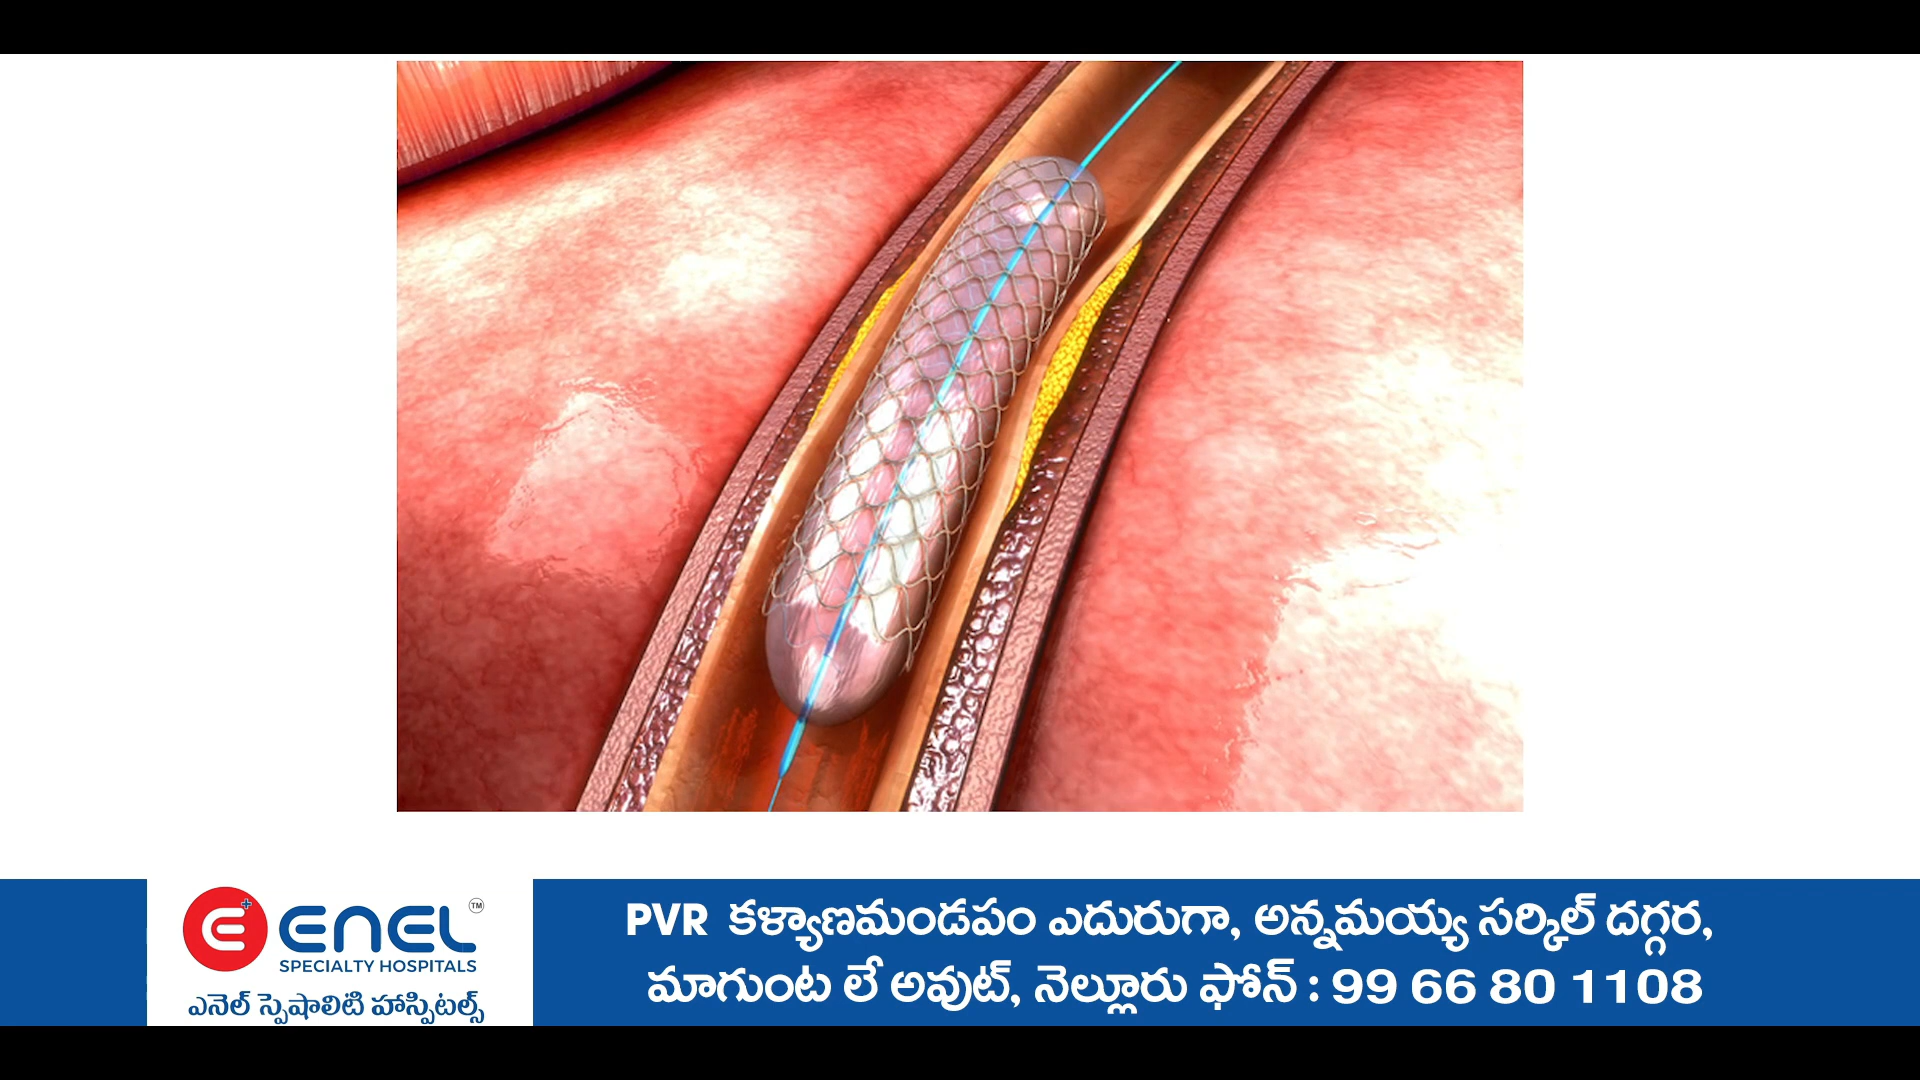 ENEL TM
SPECIALTY HOSPITALS
ఎనెల్ స్పెషాలిటి హాస్పిటల్స్
PVR కళ్యాణమండపం ఎదురుగా, అన్నమయ్య సర్కిల్ దగ్గర,
మాగుంట లే అవుట్, నెల్లూరు ఫోన్ : 99 66 80 1108